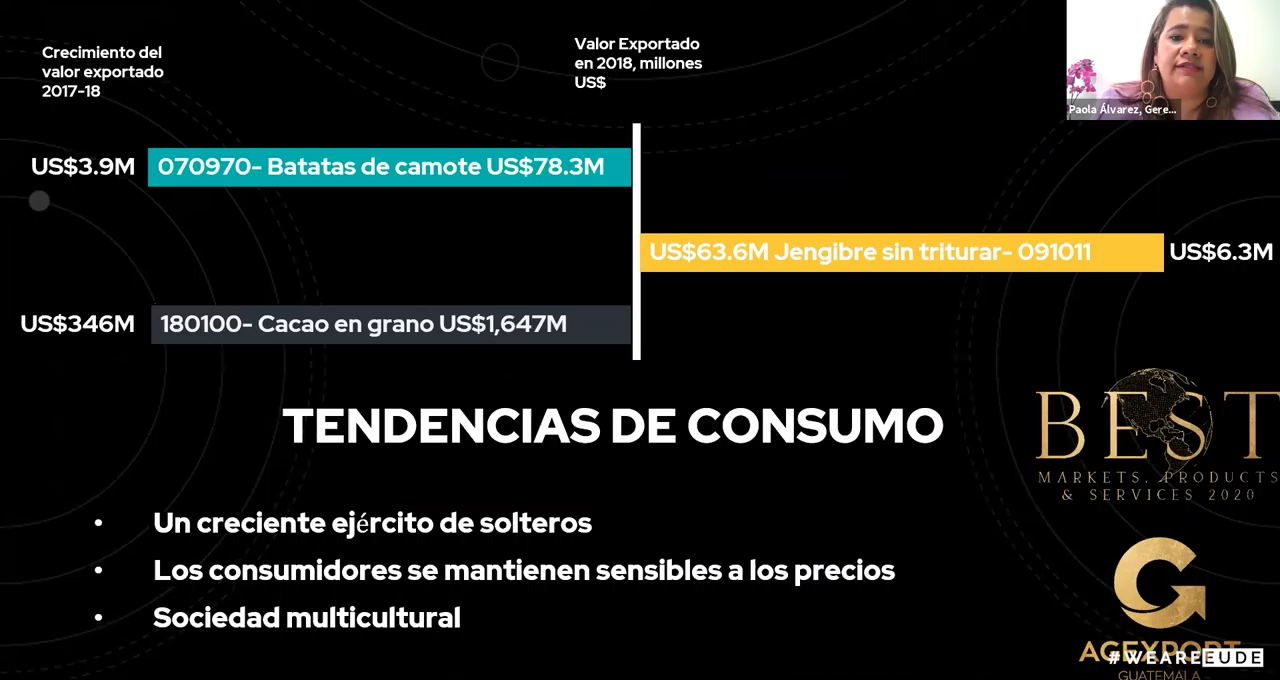 Crecimiento del
valor exportado
2017-18
Valor Exportado
en 2018, millones
US$
Paola Álvarez, Gere...
US$3.9M 070970- Batatas de camote US$78.3M
US$63.6M Jengibre sin triturar- 091011 US$6.3M
US$346M 180100- Cacao en grano US$1,647M
TENDENCIAS DE CONSUMO
BEST
MARKETS, PRODUCTS
& SERVICES 2020
• Un creciente ejército de solteros
• Los consumidores se mantienen sensibles a los precios
• Sociedad multicultural
AGEXPORT
#WEAREEUDE
GUATEMALA